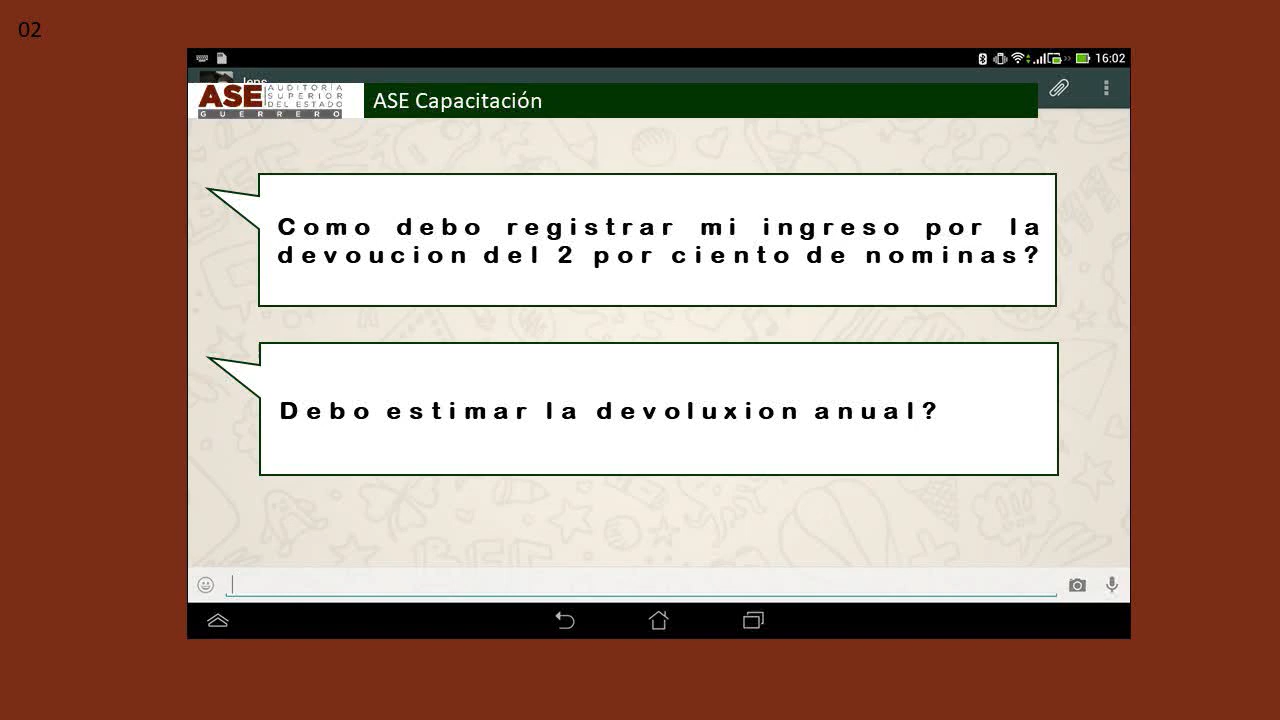 02
16:02
ASE AUDITORÍA
SUPERIOR
DEL ESTADO
GUERRERO
ASE Capacitación
Como debo registrar mi ingreso por la
devoucion del 2 por ciento de nominas?
Debo estimar la devoluxion anual?